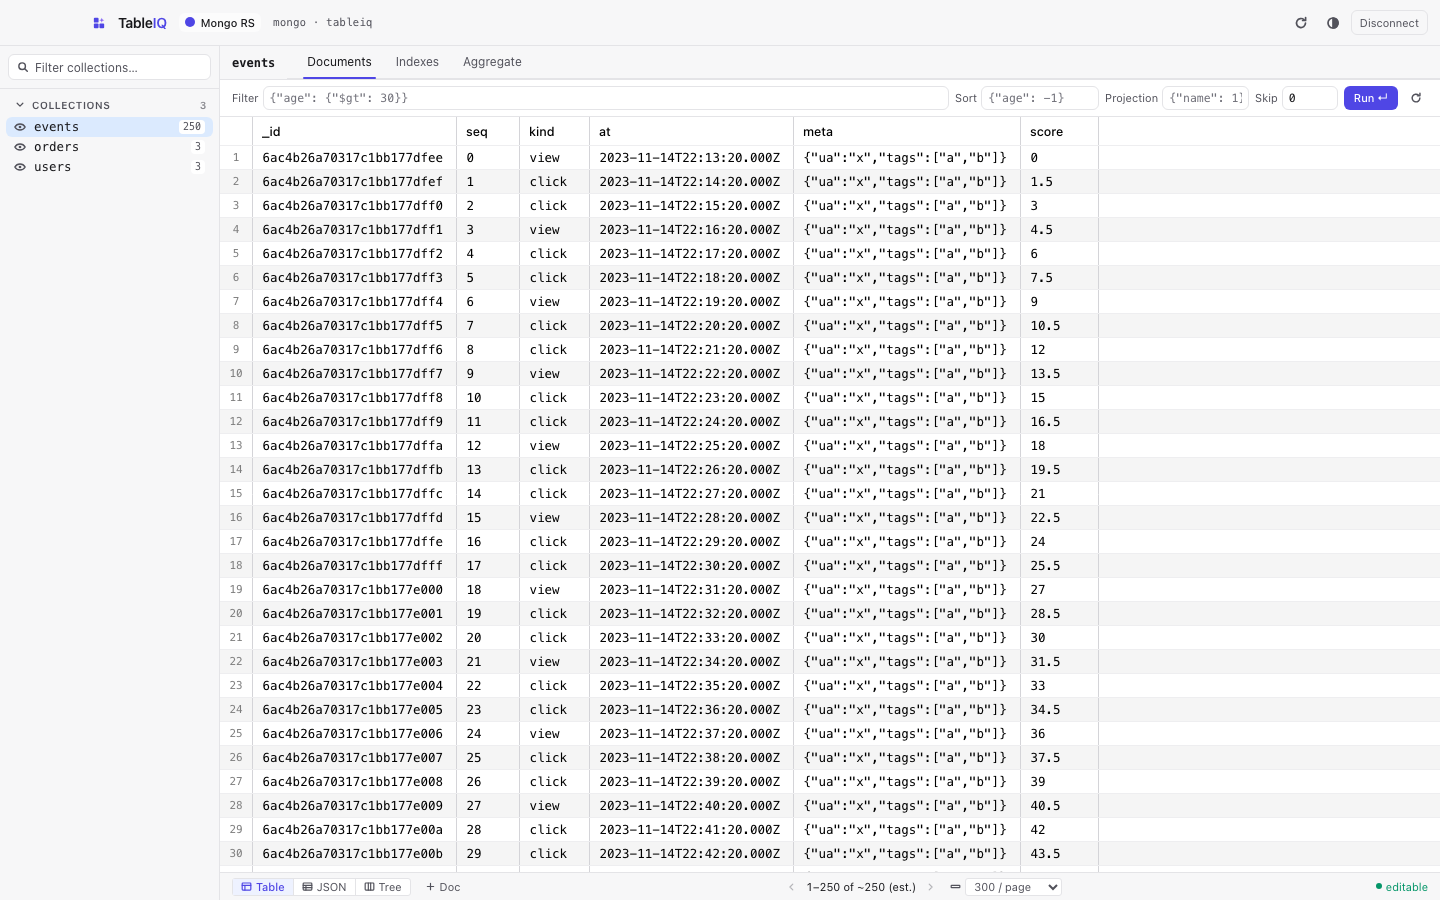 TableIQ Mongo RS mongo · tableiq Disconnect
Filter collections...
COLLECTIONS 3
events 250
orders 3
users 3
events Documents Indexes Aggregate
Filter {"age": {"$gt": 30}} Sort {"age": −1} Projection {"name": 1} Skip 0 Run ↵
_id seq kind at meta score
1 6ac4b26a70317c1bb177dfee 0 view 2023−11−14T22:13:20.000Z {"ua":"x","tags":["a","b"]} 0
2 6ac4b26a70317c1bb177dfef 1 click 2023−11−14T22:14:20.000Z {"ua":"x","tags":["a","b"]} 1.5
3 6ac4b26a70317c1bb177dff0 2 click 2023−11−14T22:15:20.000Z {"ua":"x","tags":["a","b"]} 3
4 6ac4b26a70317c1bb177dff1 3 view 2023−11−14T22:16:20.000Z {"ua":"x","tags":["a","b"]} 4.5
5 6ac4b26a70317c1bb177dff2 4 click 2023−11−14T22:17:20.000Z {"ua":"x","tags":["a","b"]} 6
6 6ac4b26a70317c1bb177dff3 5 click 2023−11−14T22:18:20.000Z {"ua":"x","tags":["a","b"]} 7.5
7 6ac4b26a70317c1bb177dff4 6 view 2023−11−14T22:19:20.000Z {"ua":"x","tags":["a","b"]} 9
8 6ac4b26a70317c1bb177dff5 7 click 2023−11−14T22:20:20.000Z {"ua":"x","tags":["a","b"]} 10.5
9 6ac4b26a70317c1bb177dff6 8 click 2023−11−14T22:21:20.000Z {"ua":"x","tags":["a","b"]} 12
10 6ac4b26a70317c1bb177dff7 9 view 2023−11−14T22:22:20.000Z {"ua":"x","tags":["a","b"]} 13.5
11 6ac4b26a70317c1bb177dff8 10 click 2023−11−14T22:23:20.000Z {"ua":"x","tags":["a","b"]} 15
12 6ac4b26a70317c1bb177dff9 11 click 2023−11−14T22:24:20.000Z {"ua":"x","tags":["a","b"]} 16.5
13 6ac4b26a70317c1bb177dffa 12 view 2023−11−14T22:25:20.000Z {"ua":"x","tags":["a","b"]} 18
14 6ac4b26a70317c1bb177dffb 13 click 2023−11−14T22:26:20.000Z {"ua":"x","tags":["a","b"]} 19.5
15 6ac4b26a70317c1bb177dffc 14 click 2023−11−14T22:27:20.000Z {"ua":"x","tags":["a","b"]} 21
16 6ac4b26a70317c1bb177dffd 15 view 2023−11−14T22:28:20.000Z {"ua":"x","tags":["a","b"]} 22.5
17 6ac4b26a70317c1bb177dffe 16 click 2023−11−14T22:29:20.000Z {"ua":"x","tags":["a","b"]} 24
18 6ac4b26a70317c1bb177dfff 17 click 2023−11−14T22:30:20.000Z {"ua":"x","tags":["a","b"]} 25.5
19 6ac4b26a70317c1bb177e000 18 view 2023−11−14T22:31:20.000Z {"ua":"x","tags":["a","b"]} 27
20 6ac4b26a70317c1bb177e001 19 click 2023−11−14T22:32:20.000Z {"ua":"x","tags":["a","b"]} 28.5
21 6ac4b26a70317c1bb177e002 20 click 2023−11−14T22:33:20.000Z {"ua":"x","tags":["a","b"]} 30
22 6ac4b26a70317c1bb177e003 21 view 2023−11−14T22:34:20.000Z {"ua":"x","tags":["a","b"]} 31.5
23 6ac4b26a70317c1bb177e004 22 click 2023−11−14T22:35:20.000Z {"ua":"x","tags":["a","b"]} 33
24 6ac4b26a70317c1bb177e005 23 click 2023−11−14T22:36:20.000Z {"ua":"x","tags":["a","b"]} 34.5
25 6ac4b26a70317c1bb177e006 24 view 2023−11−14T22:37:20.000Z {"ua":"x","tags":["a","b"]} 36
26 6ac4b26a70317c1bb177e007 25 click 2023−11−14T22:38:20.000Z {"ua":"x","tags":["a","b"]} 37.5
27 6ac4b26a70317c1bb177e008 26 click 2023−11−14T22:39:20.000Z {"ua":"x","tags":["a","b"]} 39
28 6ac4b26a70317c1bb177e009 27 view 2023−11−14T22:40:20.000Z {"ua":"x","tags":["a","b"]} 40.5
29 6ac4b26a70317c1bb177e00a 28 click 2023−11−14T22:41:20.000Z {"ua":"x","tags":["a","b"]} 42
30 6ac4b26a70317c1bb177e00b 29 click 2023−11−14T22:42:20.000Z {"ua":"x","tags":["a","b"]} 43.5
Table JSON Tree + Doc 1–250 of ~250 (est.) 300 / page editable